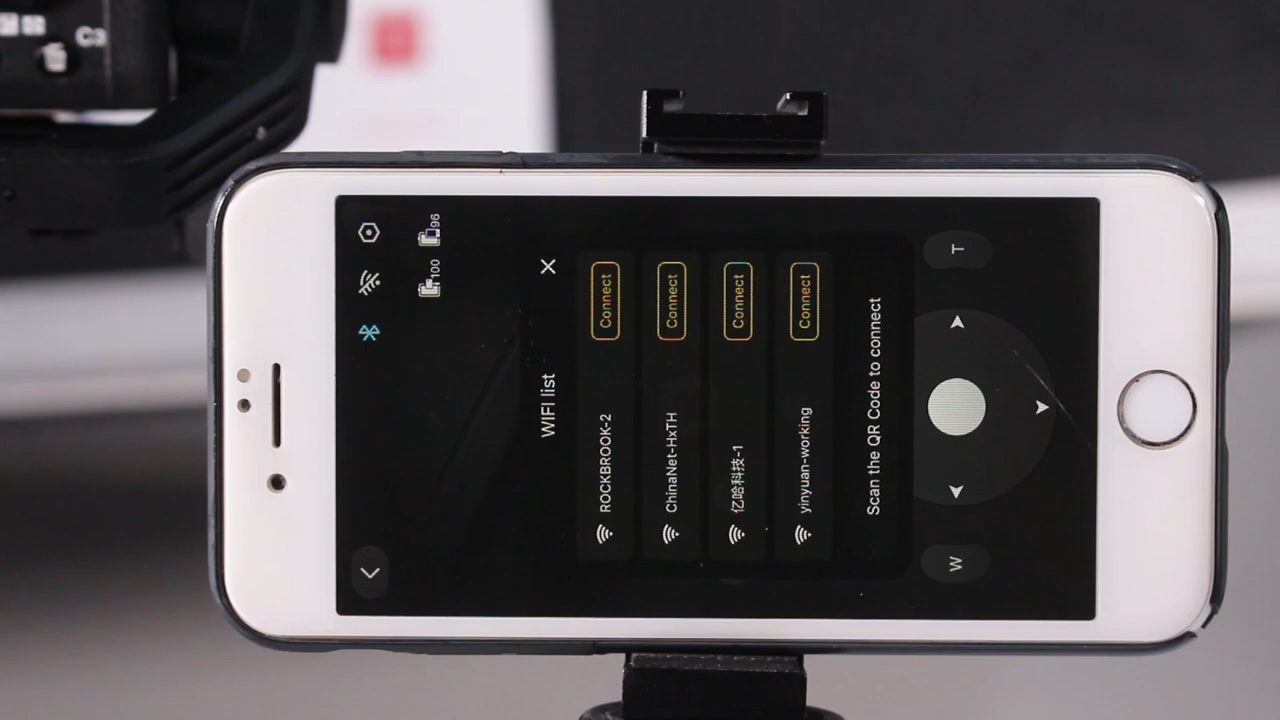 C3
96
100
WIFI list
ROCKBROOK-2
Connect
ChinaNet-HxTH
Connect
亿哈科技-1
Connect
yinyuan-working
Connect
Scan the QR Code to connect
W
T